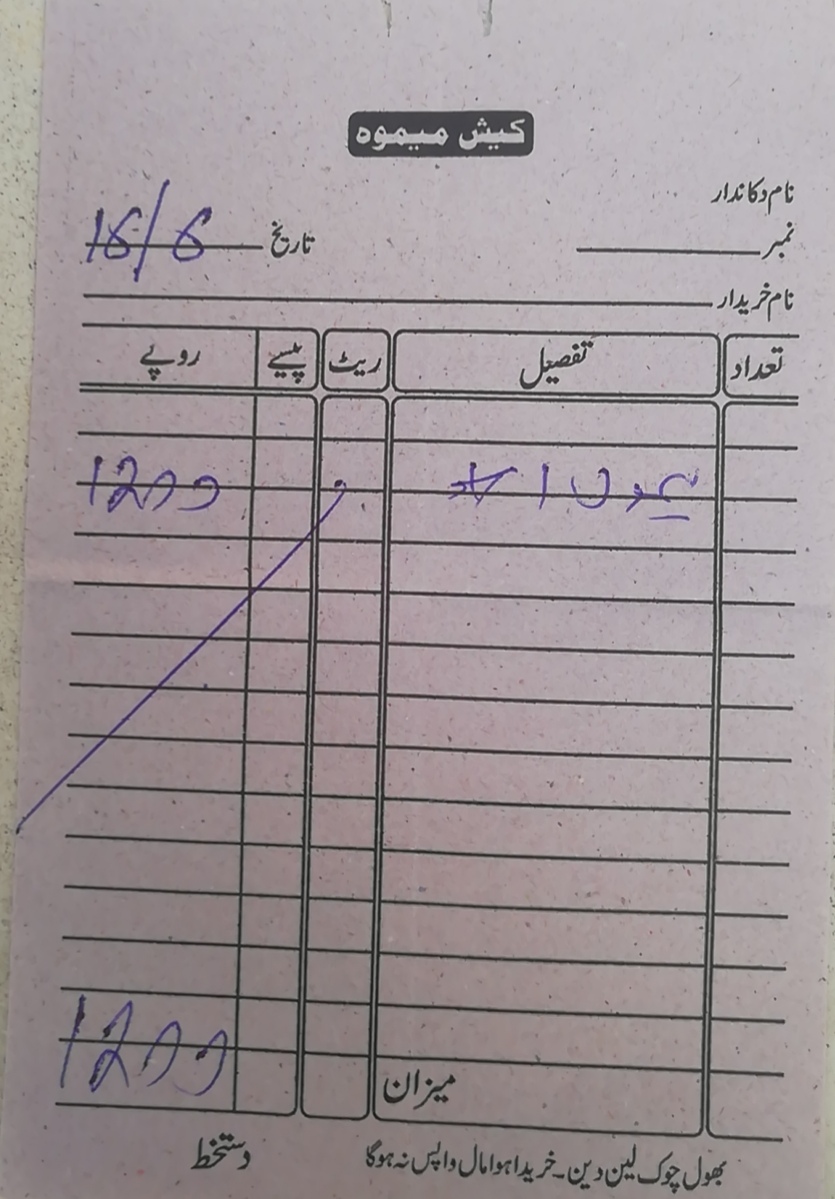 کیش میموہ
نام دکاندار
نمبر تاریخ 16/6
نام خریدار
تعداد تفصیل ریٹ پیسے روپے
1200
میزان 1200
بھول چوک لین دین۔ خریدا ہوا مال واپس نہ ہوگا دستخط